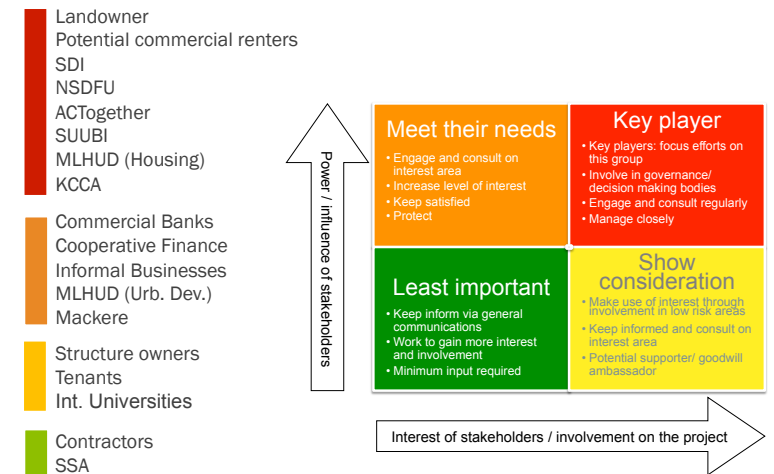 Landowner
Potential commercial renters
SDI
NSDFU
ACTogether
SUUBI
MLHUD (Housing)
KCCA
Commercial Banks
Cooperative Finance
Informal Businesses
MLHUD (Urb. Dev.)
Mackere
Structure owners
Tenants
Int. Universities
Contractors
SSA
Power / influence of stakeholders
Meet their needs
• Engage and consult on
interest area
• Increase level of interest
• Keep satisfied
• Protect
Key player
• Key players: focus efforts on
this group
• Involve in governance/
decision making bodies
• Engage and consult regularly
• Manage closely
Least important
• Keep inform via general
communications
• Work to gain more interest
and involvement
• Minimum input required
Show
consideration
• Make use of interest through
involvement in low risk areas
• Keep informed and consult on
interest area
• Potential supporter/ goodwill
ambassador
Interest of stakeholders / involvement on the project